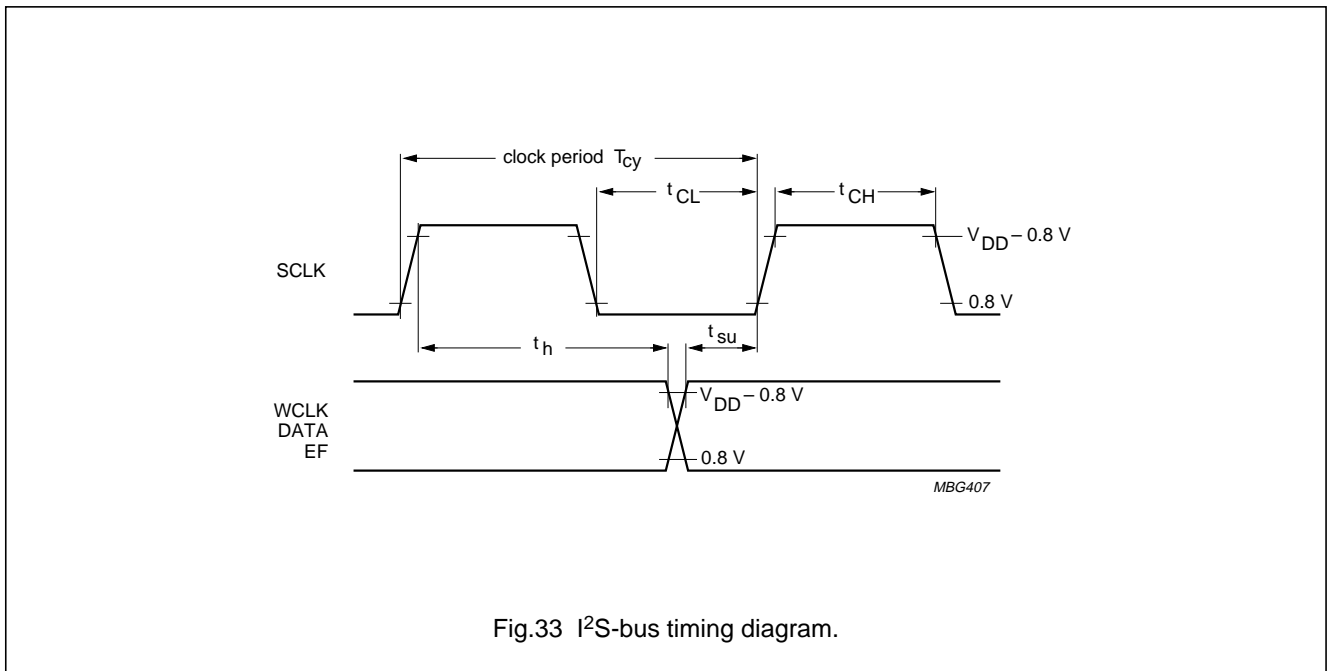 clock period Tcy
tCL
tCH
VDD – 0.8 V
SCLK
0.8 V
th
tsu
VDD – 0.8 V
WCLK
DATA
EF
0.8 V
MBG407
Fig.33 I²S-bus timing diagram.